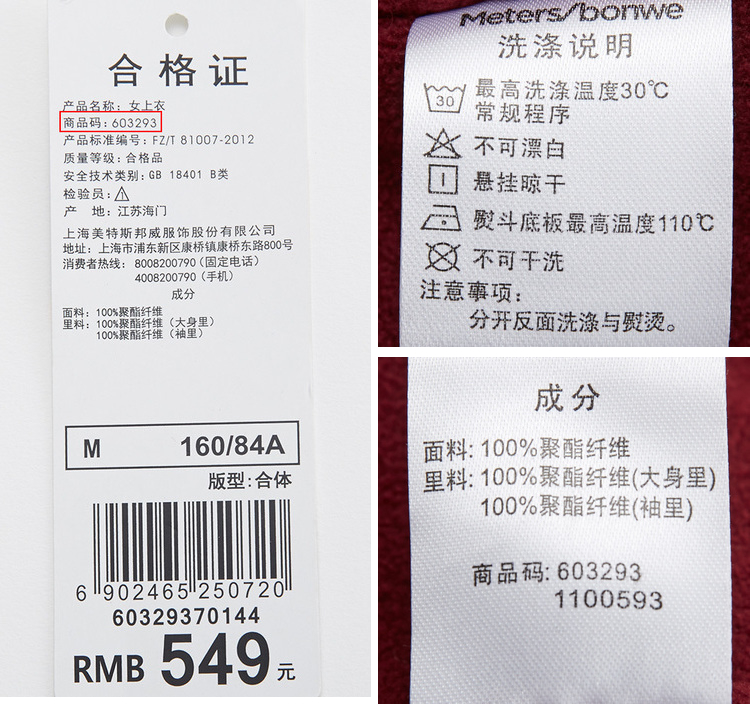 合格证
产品名称: 女上衣
商品码: 603293
产品标准编号: FZ/T 81007-2012
质量等级: 合格品
安全技术类别: GB 18401 B类
检验员: 1
产 地: 江苏海门
上海美特斯邦威服饰股份有限公司
地址: 上海市浦东新区康桥镇康桥东路800号
消费者热线: 8008200790 (固定电话)
4008200790 (手机)
成分
面料: 100%聚酯纤维
里料: 100%聚酯纤维 (大身里)
100%聚酯纤维 (袖里)
M 160/84A
版型:合体
6 902465 250720
60329370144
RMB 549元
Meters/bonwe
洗涤说明
30 最高洗涤温度30℃
常规程序
不可漂白
悬挂晾干
熨斗底板最高温度110℃
不可干洗
注意事项:
分开反面洗涤与熨烫。
成分
面料: 100%聚酯纤维
里料: 100%聚酯纤维(大身里)
100%聚酯纤维(袖里)
商品码: 603293
1100593